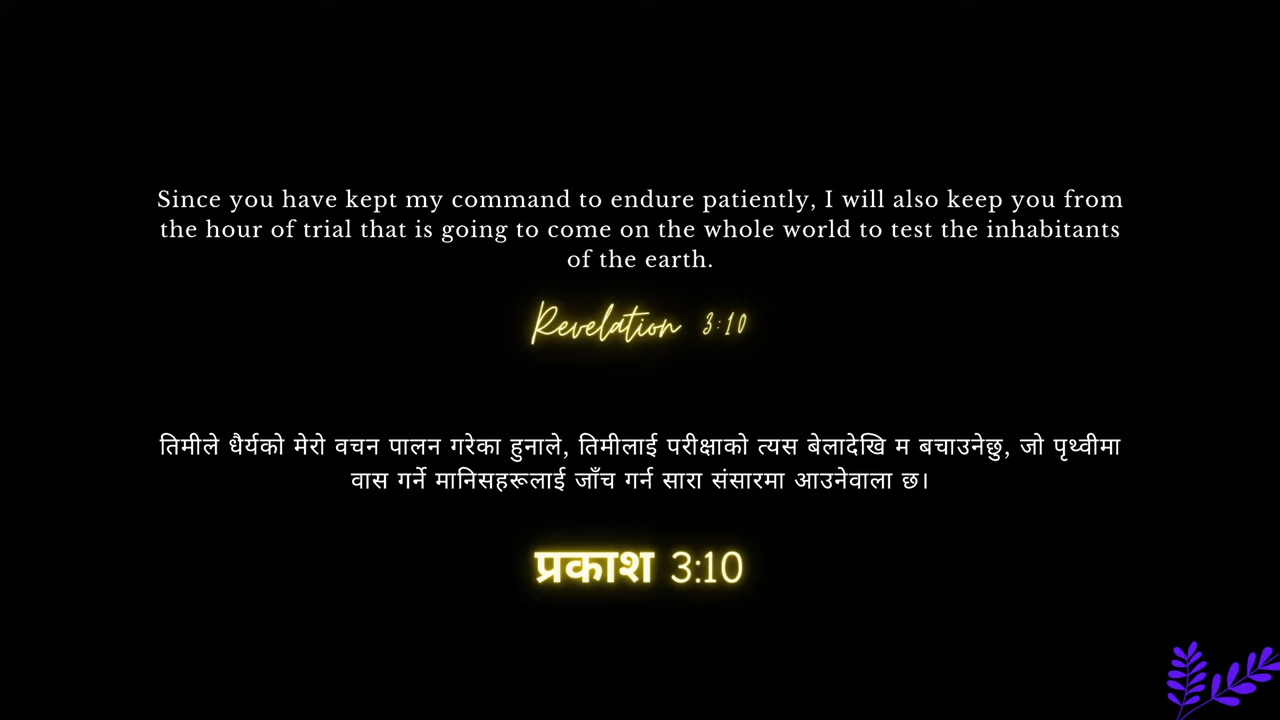 Since you have kept my command to endure patiently, I will also keep you from
the hour of trial that is going to come on the whole world to test the inhabitants
of the earth.
Revelation 3:10
तिमीले धैर्यको मेरो वचन पालन गरेका हुनाले, तिमीलाई परीक्षाको त्यस बेलादेखि म बचाउनेछु, जो पृथ्वीमा
वास गर्ने मानिसहरूलाई जाँच गर्न सारा संसारमा आउनेवाला छ।
प्रकाश 3:10